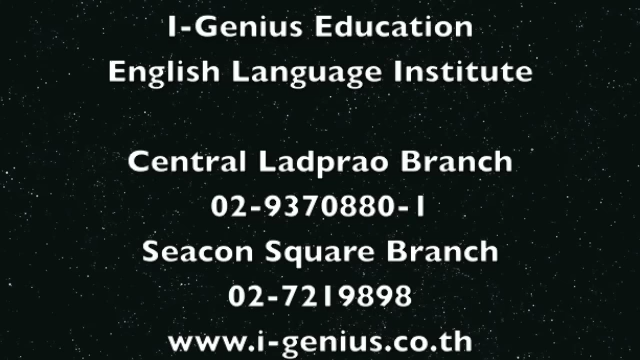 I-Genius Education
English Language Institute
Central Ladprao Branch
02-9370880-1
Seacon Square Branch
02-7219898
www.i-genius.co.th